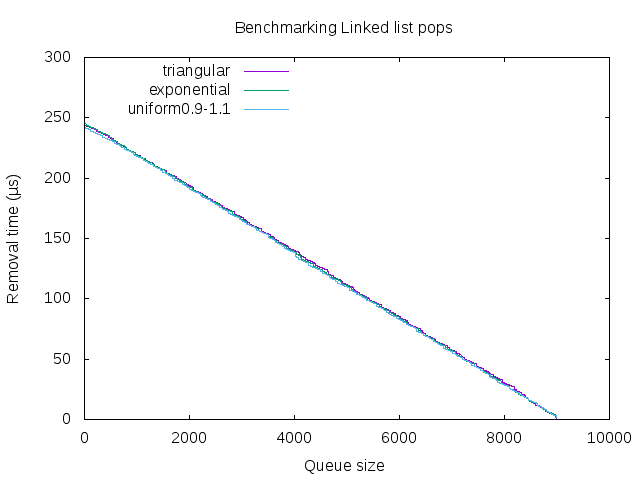 Benchmarking Linked list pops
300
250
200
150
100
50
0
Removal time (µs)
triangular
exponential
uniform0.9-1.1
0 2000 4000 6000 8000 10000
Queue size